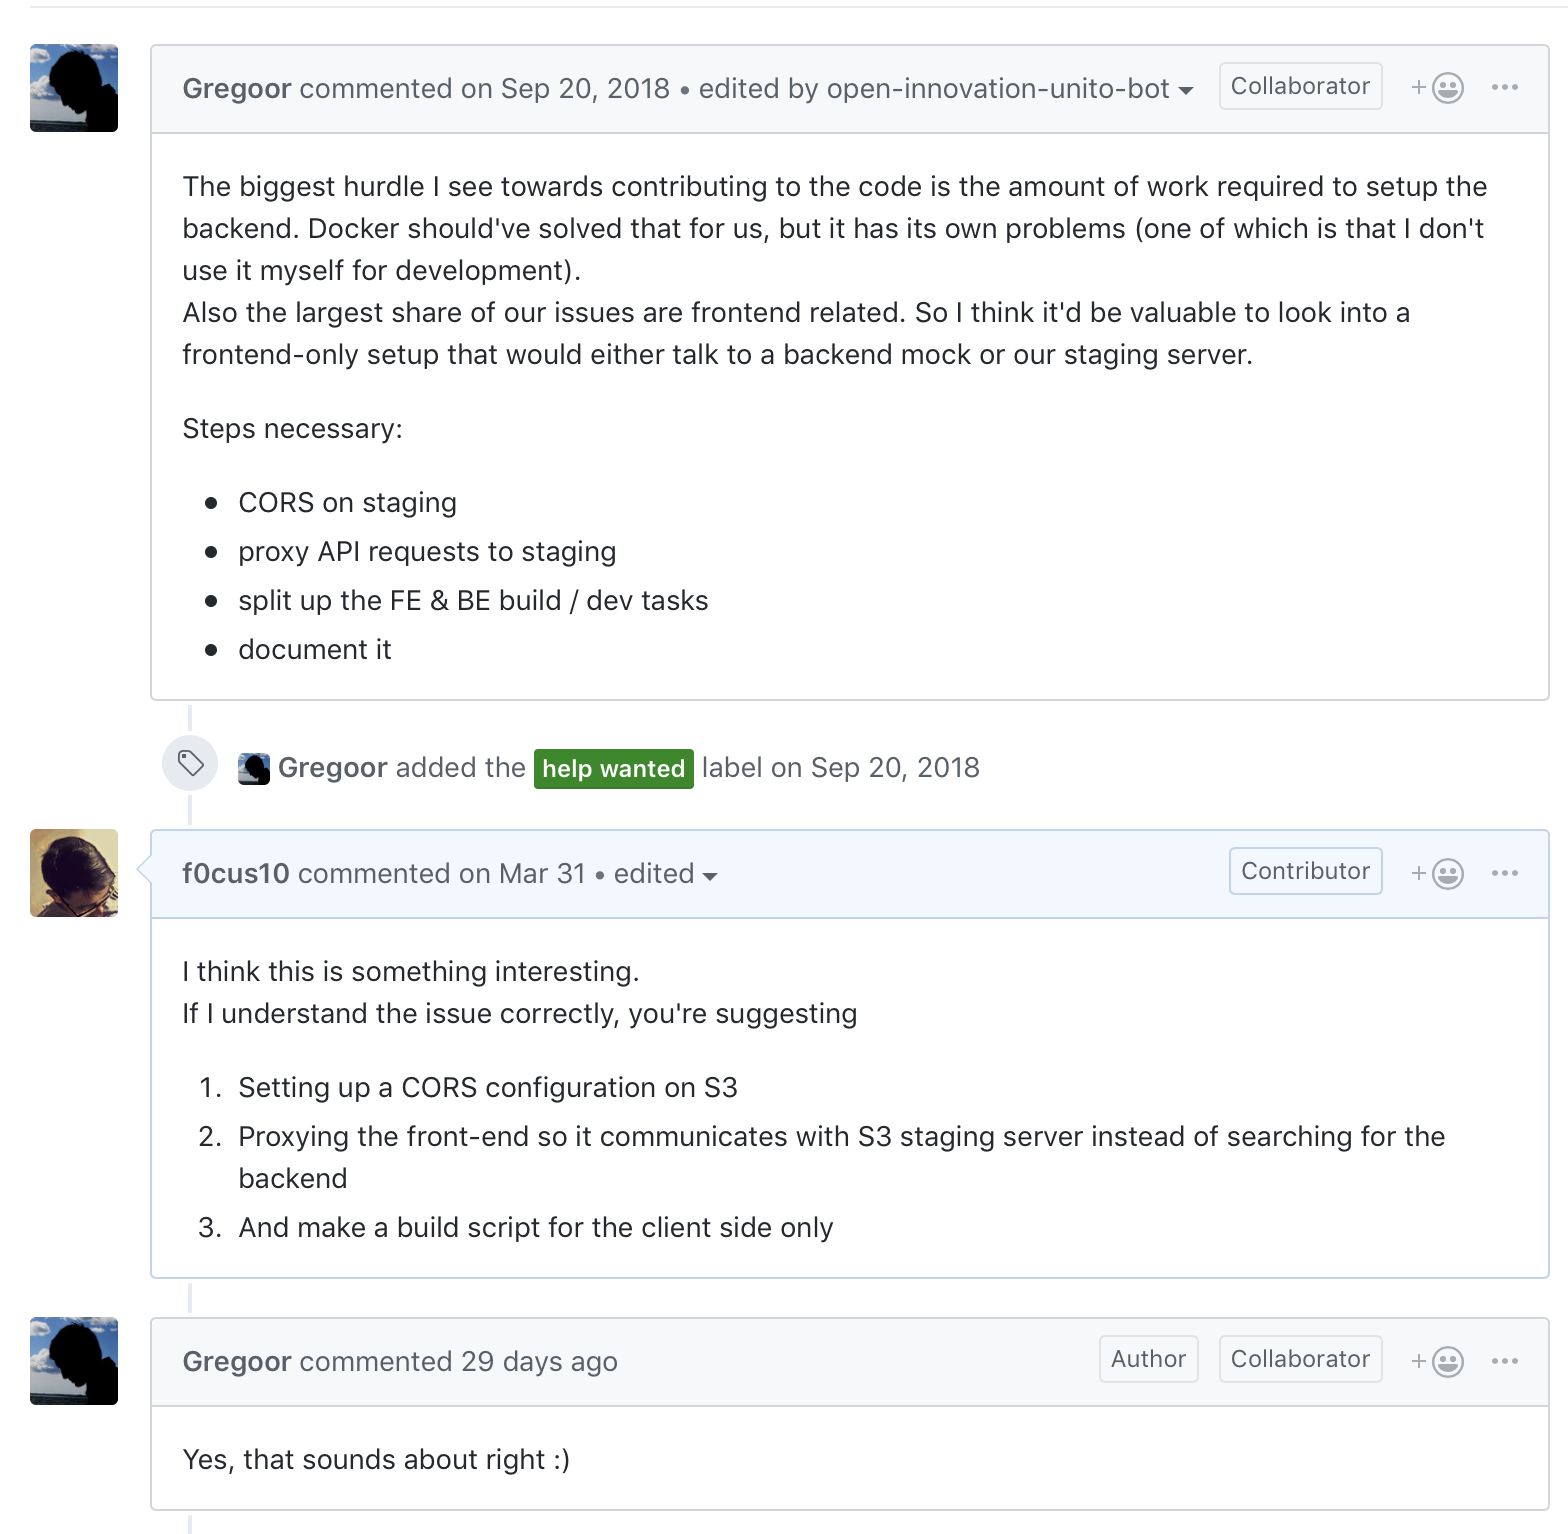 Gregoor commented on Sep 20, 2018 • edited by open-innovation-unito-bot Collaborator
The biggest hurdle I see towards contributing to the code is the amount of work required to setup the
backend. Docker should've solved that for us, but it has its own problems (one of which is that I don't
use it myself for development).
Also the largest share of our issues are frontend related. So I think it'd be valuable to look into a
frontend-only setup that would either talk to a backend mock or our staging server.
Steps necessary:
• CORS on staging
• proxy API requests to staging
• split up the FE & BE build / dev tasks
• document it
Gregoor added the help wanted label on Sep 20, 2018
f0cus10 commented on Mar 31 • edited Contributor
I think this is something interesting.
If I understand the issue correctly, you're suggesting
1. Setting up a CORS configuration on S3
2. Proxying the front-end so it communicates with S3 staging server instead of searching for the
backend
3. And make a build script for the client side only
Gregoor commented 29 days ago Author Collaborator
Yes, that sounds about right :)